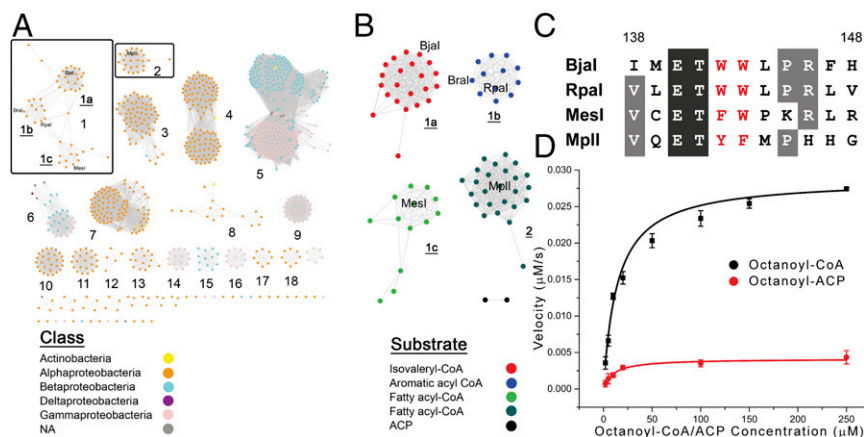 A
MplI
2
BjaI
1a
BraI
1
1b
RpaI
1c
MesI
3
4
5
6
7
8
9
10
11
12
13
14
15
16
17
18
Class
Actinobacteria
Alphaproteobacteria
Betaproteobacteria
Deltaproteobacteria
Gammaproteobacteria
NA
B
BjaI
BraI
RpaI
1a
1b
MesI
MplI
1c
2
Substrate
Isovaleryl-CoA
Aromatic acyl CoA
Fatty acyl-CoA
Fatty acyl-CoA
ACP
C
138 148
BjaI I M E T W W L P R F H
RpaI V L E T W W L P R L V
MesI V C E T F W P K R L R
MplI V Q E T Y F M P H H G
D
0.030
0.025
0.020
0.015
0.010
0.005
0.000
Velocity (μM/s)
Octanoyl-CoA
Octanoyl-ACP
0 50 100 150 200 250
Octanoyl-CoA/ACP Concentration (μM)